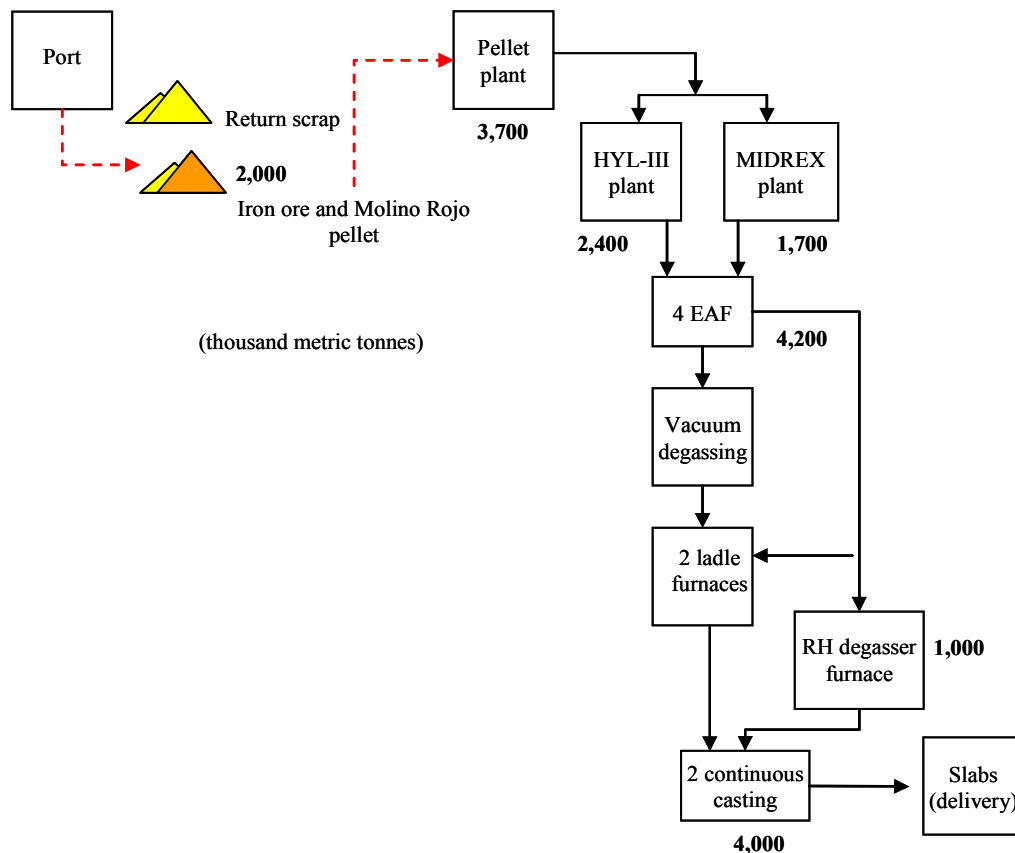 Port
Return scrap
2,000
Iron ore and Molino Rojo
pellet
Pellet
plant
3,700
HYL-III
plant
MIDREX
plant
2,400
1,700
4 EAF
4,200
(thousand metric tonnes)
Vacuum
degassing
2 ladle
furnaces
RH degasser
furnace
1,000
2 continuous
casting
4,000
Slabs
(delivery)